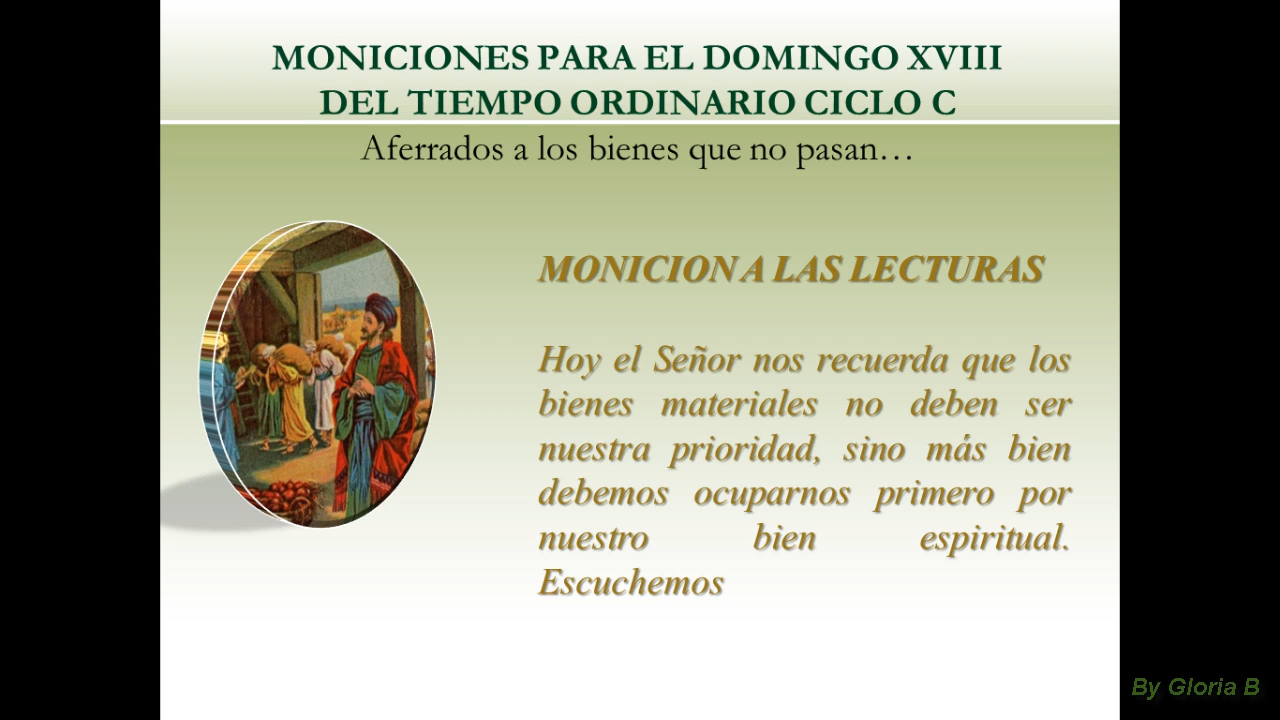 MONICIONES PARA EL DOMINGO XVIII
DEL TIEMPO ORDINARIO CICLO C
Aferrados a los bienes que no pasan…
MONICION A LAS LECTURAS
Hoy el Señor nos recuerda que los
bienes materiales no deben ser
nuestra prioridad, sino más bien
debemos ocuparnos primero por
nuestro bien espiritual.
Escuchemos
By Gloria B